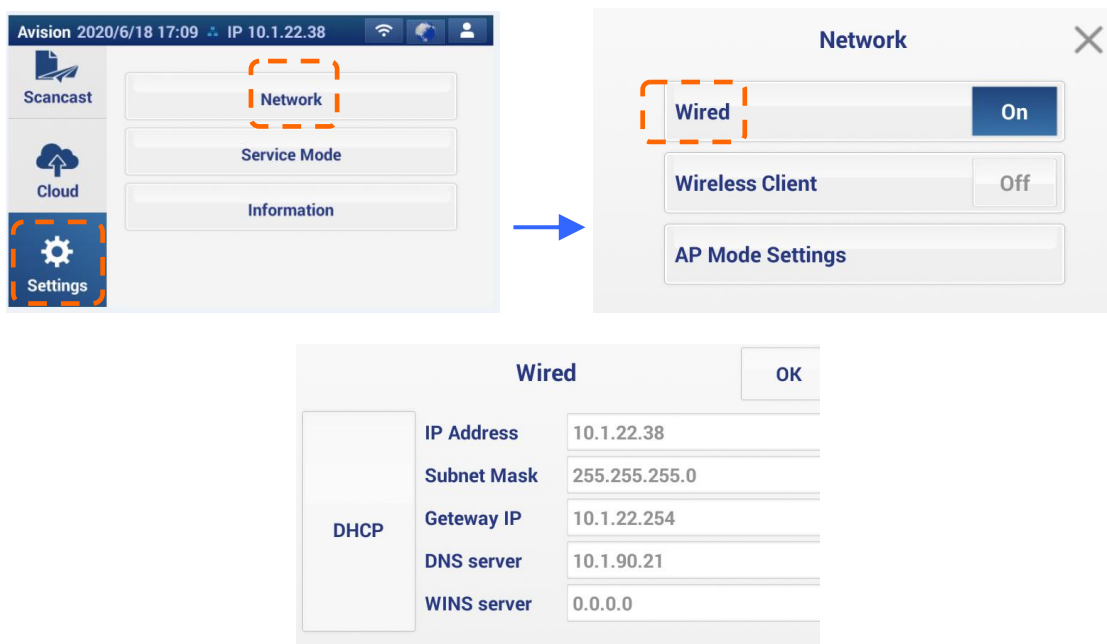 Avision 2020/6/18 17:09 IP 10.1.22.38
Scancast
Cloud
Settings
Network
Service Mode
Information
Network
Wired On
Wireless Client Off
AP Mode Settings
Wired OK
DHCP
IP Address 10.1.22.38
Subnet Mask 255.255.255.0
Geteway IP 10.1.22.254
DNS server 10.1.90.21
WINS server 0.0.0.0